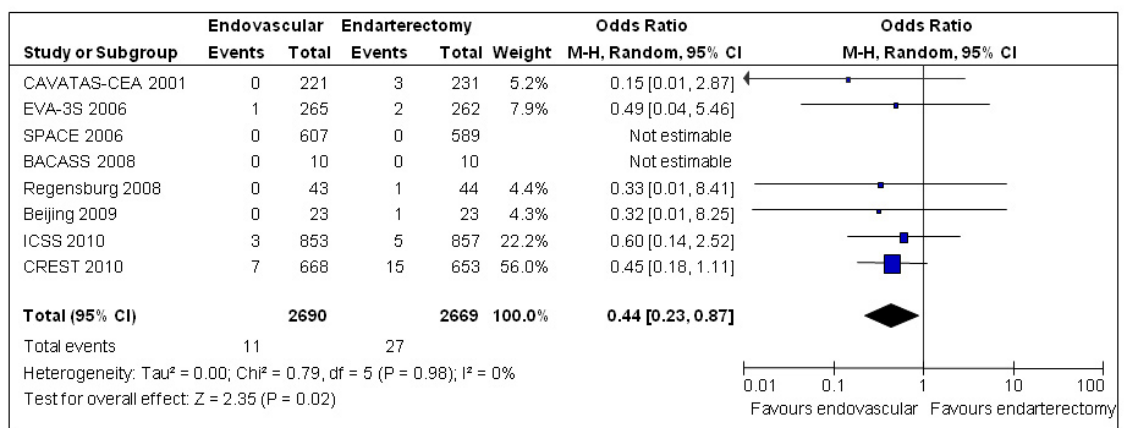 Endovascular Endarterectomy Odds Ratio Odds Ratio
Study or Subgroup Events Total Events Total Weight M-H, Random, 95% CI M-H, Random, 95% CI
CAVATAS-CEA 2001 0 221 3 231 5.2% 0.15 [0.01, 2.87]
EVA-3S 2006 1 265 2 262 7.9% 0.49 [0.04, 5.46]
SPACE 2006 0 607 0 589 Not estimable
BACASS 2008 0 10 0 10 Not estimable
Regensburg 2008 0 43 1 44 4.4% 0.33 [0.01, 8.41]
Beijing 2009 0 23 1 23 4.3% 0.32 [0.01, 8.25]
ICSS 2010 3 853 5 857 22.2% 0.60 [0.14, 2.52]
CREST 2010 7 668 15 653 56.0% 0.45 [0.18, 1.11]
Total (95% CI) 2690 2669 100.0% 0.44 [0.23, 0.87]
Total events 11 27
Heterogeneity: Tau² = 0.00; Chi² = 0.79, df = 5 (P = 0.98); I² = 0%
Test for overall effect: Z = 2.35 (P = 0.02)
0.01 0.1 1 10 100
Favours endovascular Favours endarterectomy